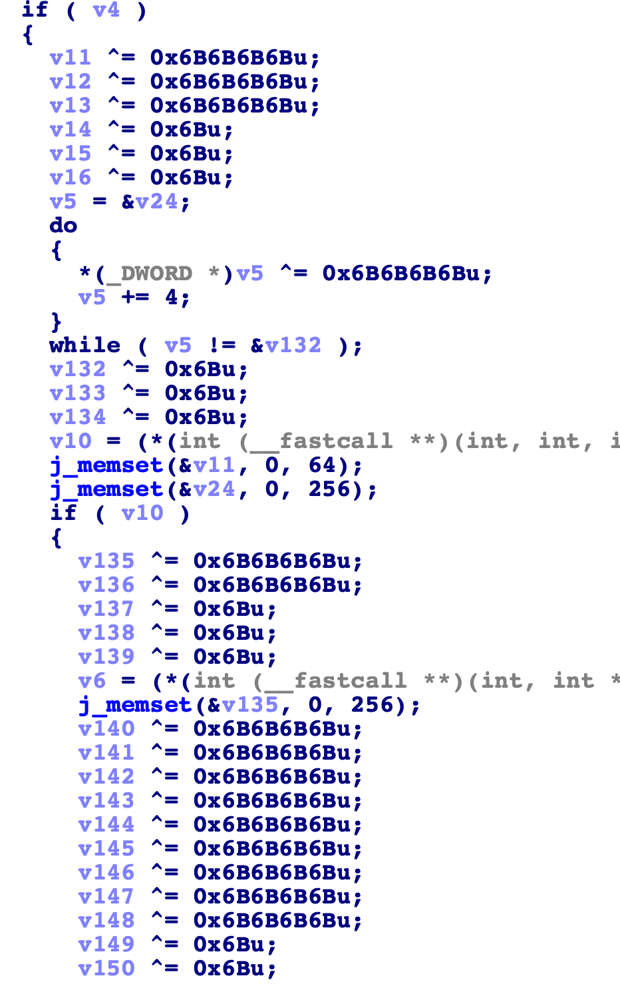 if ( v4 )
{
v11 ^= 0x6B6B6B6Bu;
v12 ^= 0x6B6B6B6Bu;
v13 ^= 0x6B6B6B6Bu;
v14 ^= 0x6Bu;
v15 ^= 0x6Bu;
v16 ^= 0x6Bu;
v5 = &v24;
do
{
*(_DWORD *)v5 ^= 0x6B6B6B6Bu;
v5 += 4;
}
while ( v5 != &v132 );
v132 ^= 0x6Bu;
v133 ^= 0x6Bu;
v134 ^= 0x6Bu;
v10 = (*(int (__fastcall **)(int, int, i
j_memset(&v11, 0, 64);
j_memset(&v24, 0, 256);
if ( v10 )
{
v135 ^= 0x6B6B6B6Bu;
v136 ^= 0x6B6B6B6Bu;
v137 ^= 0x6Bu;
v138 ^= 0x6Bu;
v139 ^= 0x6Bu;
v6 = (*(int (__fastcall **)(int, int *
j_memset(&v135, 0, 256);
v140 ^= 0x6B6B6B6Bu;
v141 ^= 0x6B6B6B6Bu;
v142 ^= 0x6B6B6B6Bu;
v143 ^= 0x6B6B6B6Bu;
v144 ^= 0x6B6B6B6Bu;
v145 ^= 0x6B6B6B6Bu;
v146 ^= 0x6B6B6B6Bu;
v147 ^= 0x6B6B6B6Bu;
v148 ^= 0x6B6B6B6Bu;
v149 ^= 0x6Bu;
v150 ^= 0x6Bu;